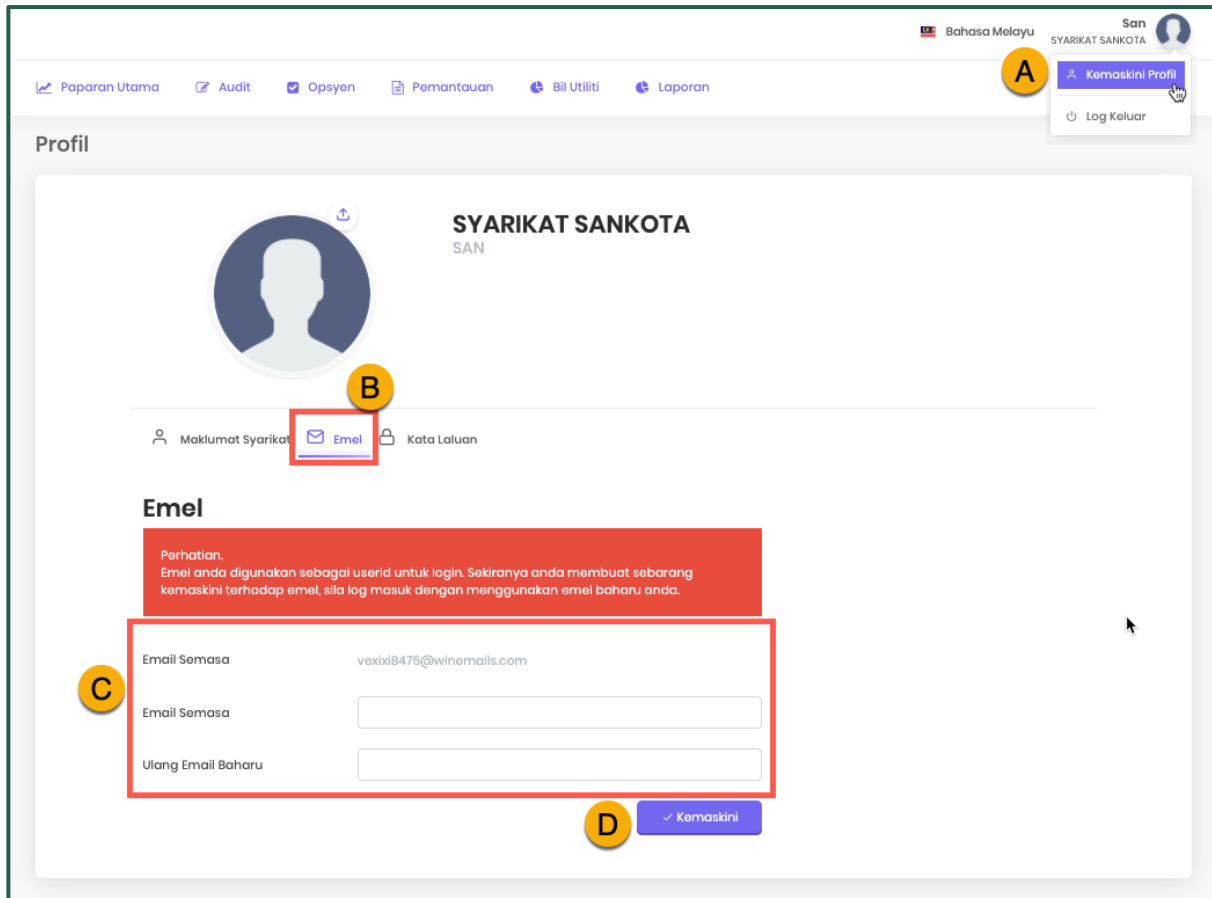 Bahasa Melayu
San
SYARIKAT SANKOTA
A
Kemaskini Profil
Log Keluar
Paparan Utama Audit Opsyen Pemantauan Bil Utiliti Laporan
Profil
SYARIKAT SANKOTA
SAN
B
Maklumat Syarikat Emel Kata Laluan
Emel
Perhatian.
Emel anda digunakan sebagai userid untuk login. Sekiranya anda membuat sebarang
kemaskini terhadap emel, sila log masuk dengan menggunakan emel baharu anda.
C
Email Semasa vexixi8475@winemails.com
Email Semasa
Ulang Email Baharu
D
Kemaskini